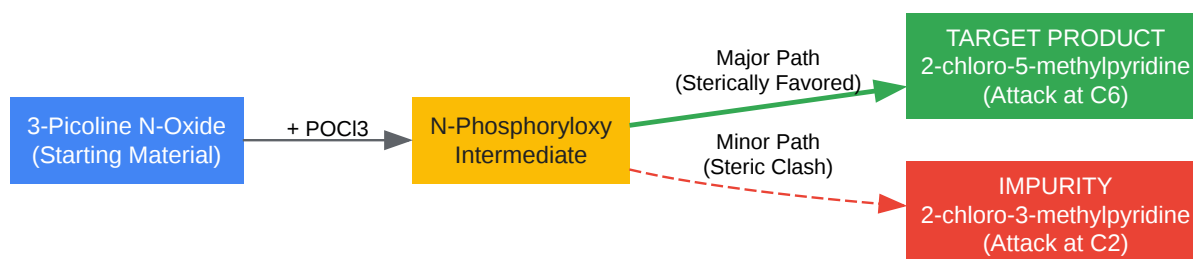 3-Picoline N-Oxide
(Starting Material)
+ POCl3
N-Phosphoryloxy
Intermediate
Major Path
(Sterically Favored)
TARGET PRODUCT
2-chloro-5-methylpyridine
(Attack at C6)
Minor Path
(Steric Clash)
IMPURITY
2-chloro-3-methylpyridine
(Attack at C2)